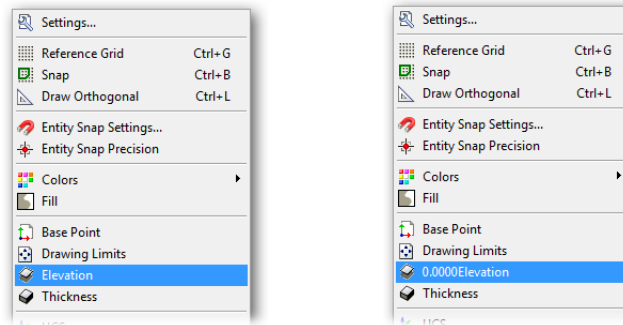 Settings...
Reference Grid Ctrl+G
Snap Ctrl+B
Draw Orthogonal Ctrl+L
Entity Snap Settings...
Entity Snap Precision
Colors
Fill
Base Point
Drawing Limits
Elevation
Thickness
Settings...
Reference Grid Ctrl+G
Snap Ctrl+B
Draw Orthogonal Ctrl+L
Entity Snap Settings...
Entity Snap Precision
Colors
Fill
Base Point
Drawing Limits
0.0000Elevation
Thickness